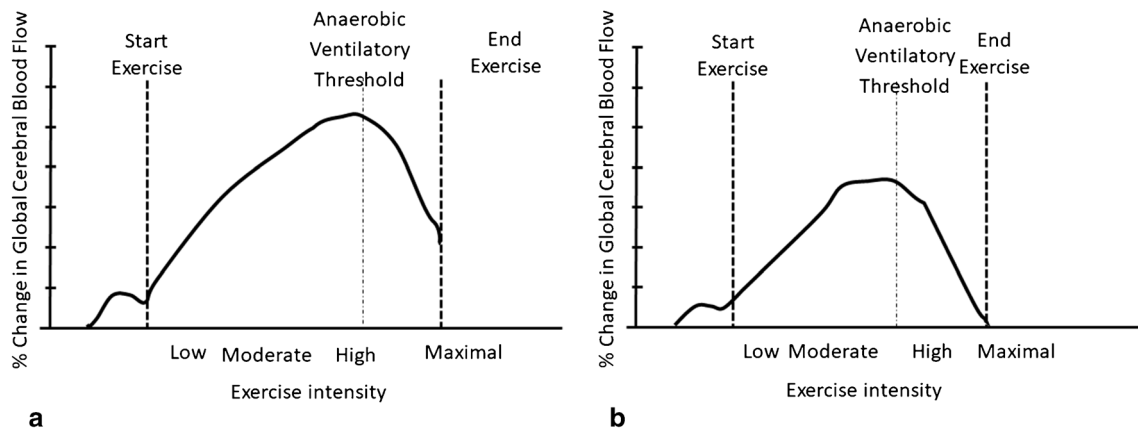 % Change in Global Cerebral Blood Flow
Start
Exercise
Anaerobic
Ventilatory
Threshold
End
Exercise
Low Moderate High Maximal
Exercise intensity
a
% Change in Global Cerebral Blood Flow
Start
Exercise
Anaerobic
Ventilatory
Threshold
End
Exercise
Low Moderate High Maximal
Exercise intensity
b